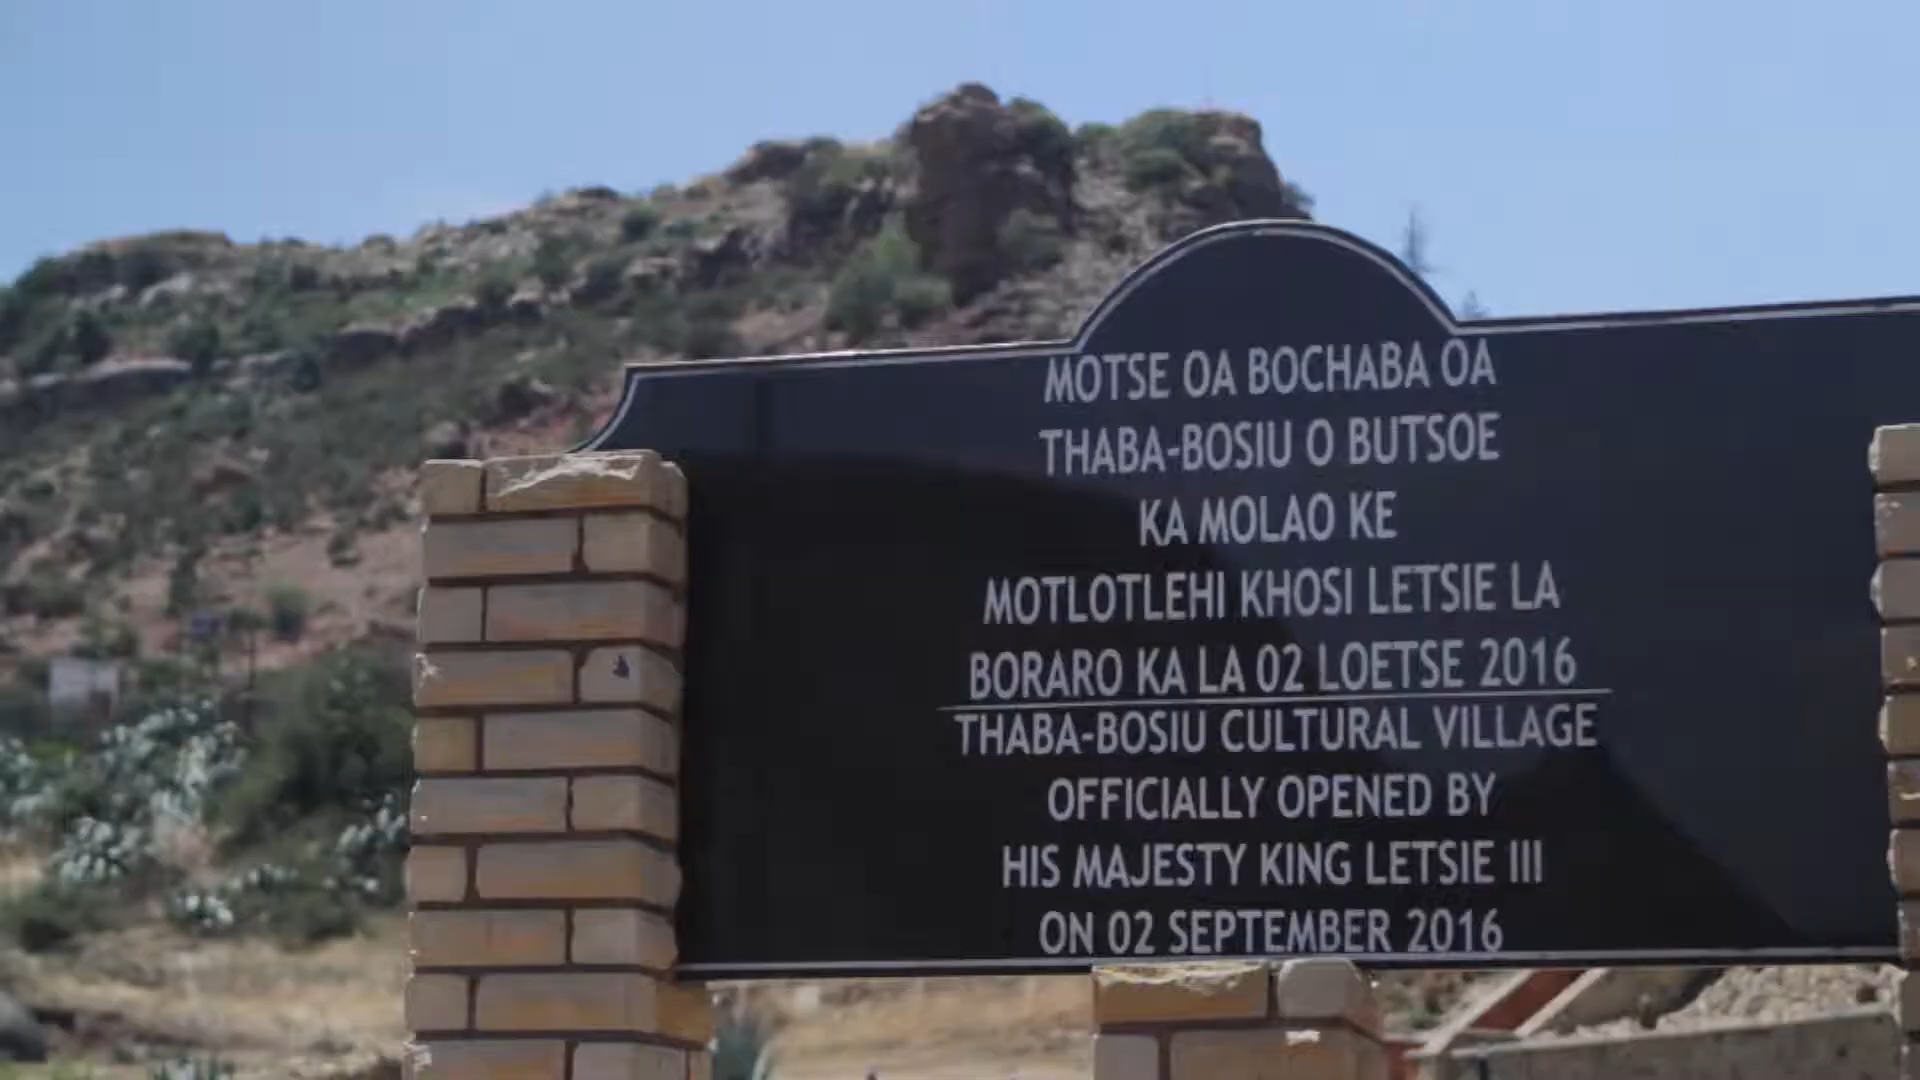 MOTSE OA BOCHABA OA
THABA-BOSIU O BUTSOE
KA MOLAO KE
MOTLOTLEHI KHOSI LETSIE LA
BORARO KA LA 02 LOETSE 2016
THABA-BOSIU CULTURAL VILLAGE
OFFICIALLY OPENED BY
HIS MAJESTY KING LETSIE III
ON 02 SEPTEMBER 2016